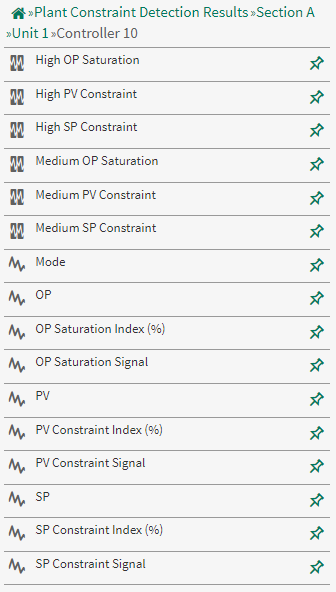 »Plant Constraint Detection Results»Section A
»Unit 1»Controller 10
High OP Saturation
High PV Constraint
High SP Constraint
Medium OP Saturation
Medium PV Constraint
Medium SP Constraint
Mode
OP
OP Saturation Index (%)
OP Saturation Signal
PV
PV Constraint Index (%)
PV Constraint Signal
SP
SP Constraint Index (%)
SP Constraint Signal